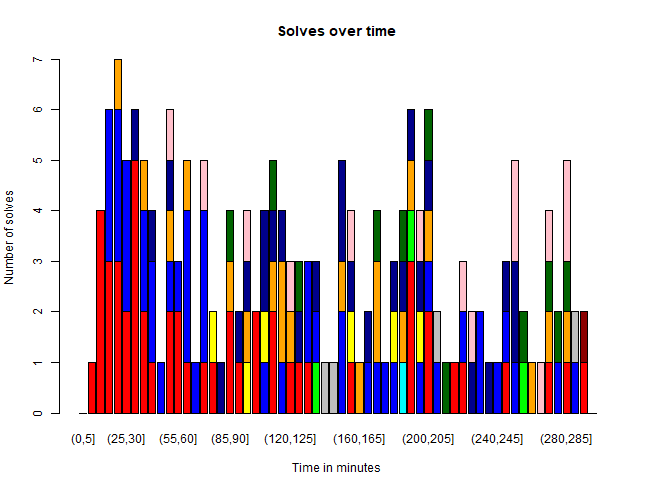 Solves over time
Number of solves
7
6
5
4
3
2
1
0
(0,5] (25,30] (55,60] (85,90] (120,125] (160,165] (200,205] (240,245] (280,285]
Time in minutes